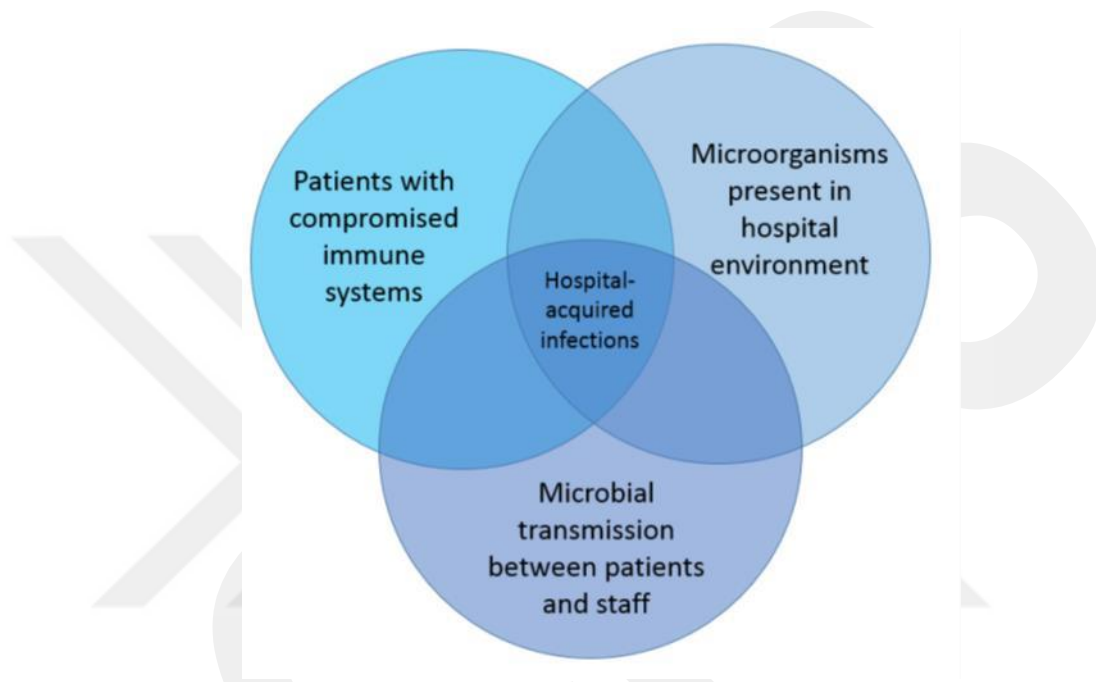 Patients with
compromised
immune
systems
Microorganisms
present in
hospital
environment
Hospital-
acquired
infections
Microbial
transmission
between patients
and staff